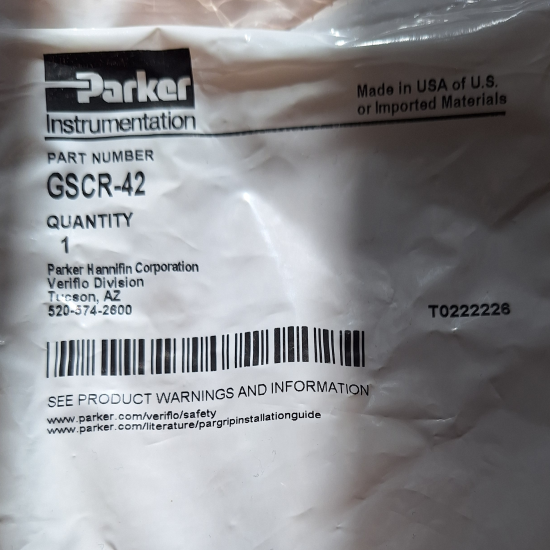 Parker
Instrumentation
Made in USA of U.S.
or Imported Materials
PART NUMBER
GSCR-42
QUANTITY
1
Parker Hannifin Corporation
Veriflo Division
Tucson, AZ
520-574-2600
T0222226
SEE PRODUCT WARNINGS AND INFORMATION
www.parker.com/veriflo/safety
www.parker.com/literature/pargripinstallationguide